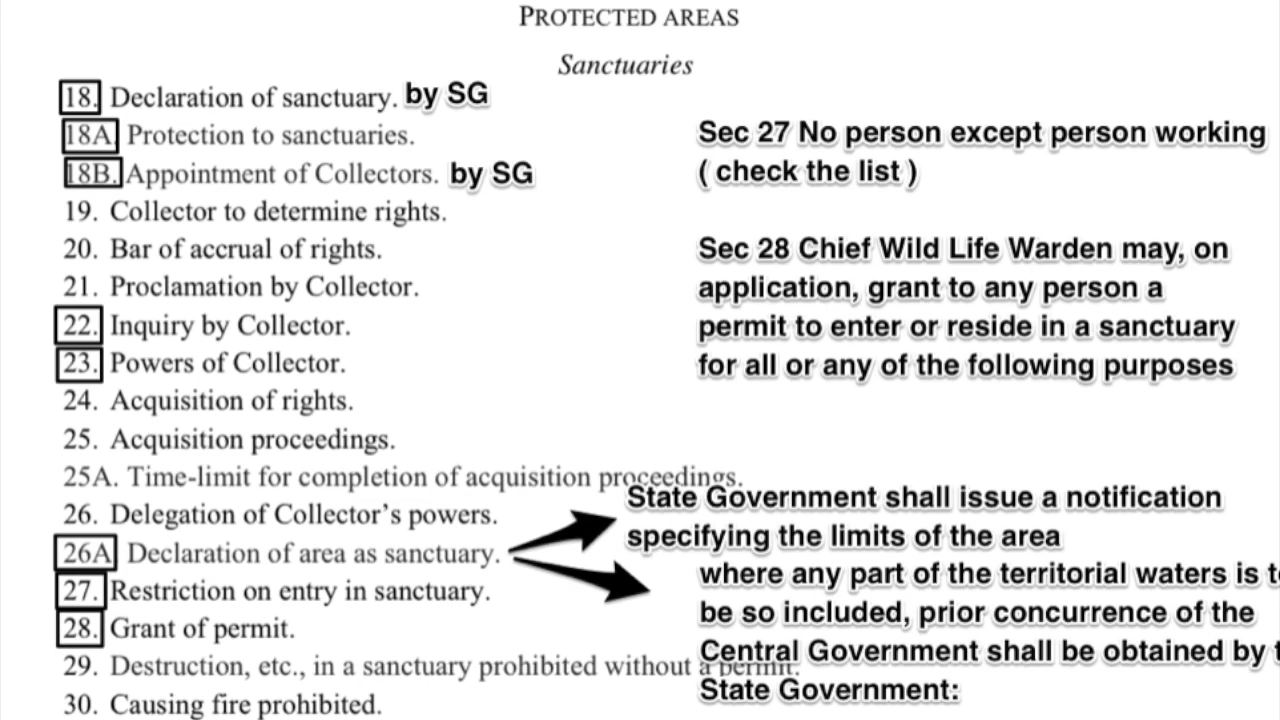 PROTECTED AREAS
Sanctuaries
18. Declaration of sanctuary. by SG
18A Protection to sanctuaries.
18B. Appointment of Collectors. by SG
19. Collector to determine rights.
20. Bar of accrual of rights.
21. Proclamation by Collector.
22. Inquiry by Collector.
23. Powers of Collector.
24. Acquisition of rights.
25. Acquisition proceedings.
25A. Time-limit for completion of acquisition proceedings.
26. Delegation of Collector's powers.
26A Declaration of area as sanctuary.
27. Restriction on entry in sanctuary.
28. Grant of permit.
29. Destruction, etc., in a sanctuary prohibited without a permit.
30. Causing fire prohibited.
Sec 27 No person except person working
( check the list )
Sec 28 Chief Wild Life Warden may, on
application, grant to any person a
permit to enter or reside in a sanctuary
for all or any of the following purposes
State Government shall issue a notification
specifying the limits of the area
where any part of the territorial waters is
be so included, prior concurrence of the
Central Government shall be obtained by
State Government: